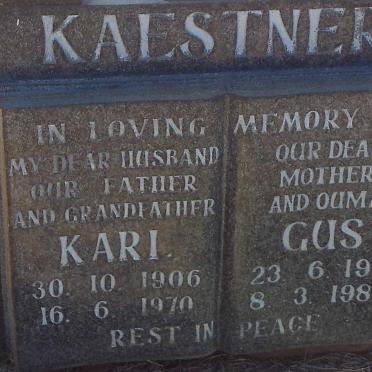 KAESTNER
IN LOVING MEMORY
MY DEAR HUSBAND
OUR FATHER
AND GRANDFATHER
KARL
30. 10. 1906
16. 6. 1970
OUR DEA
MOTHER
AND OUMA
GUS
23. 6. 19
8. 3. 198
REST IN PEACE